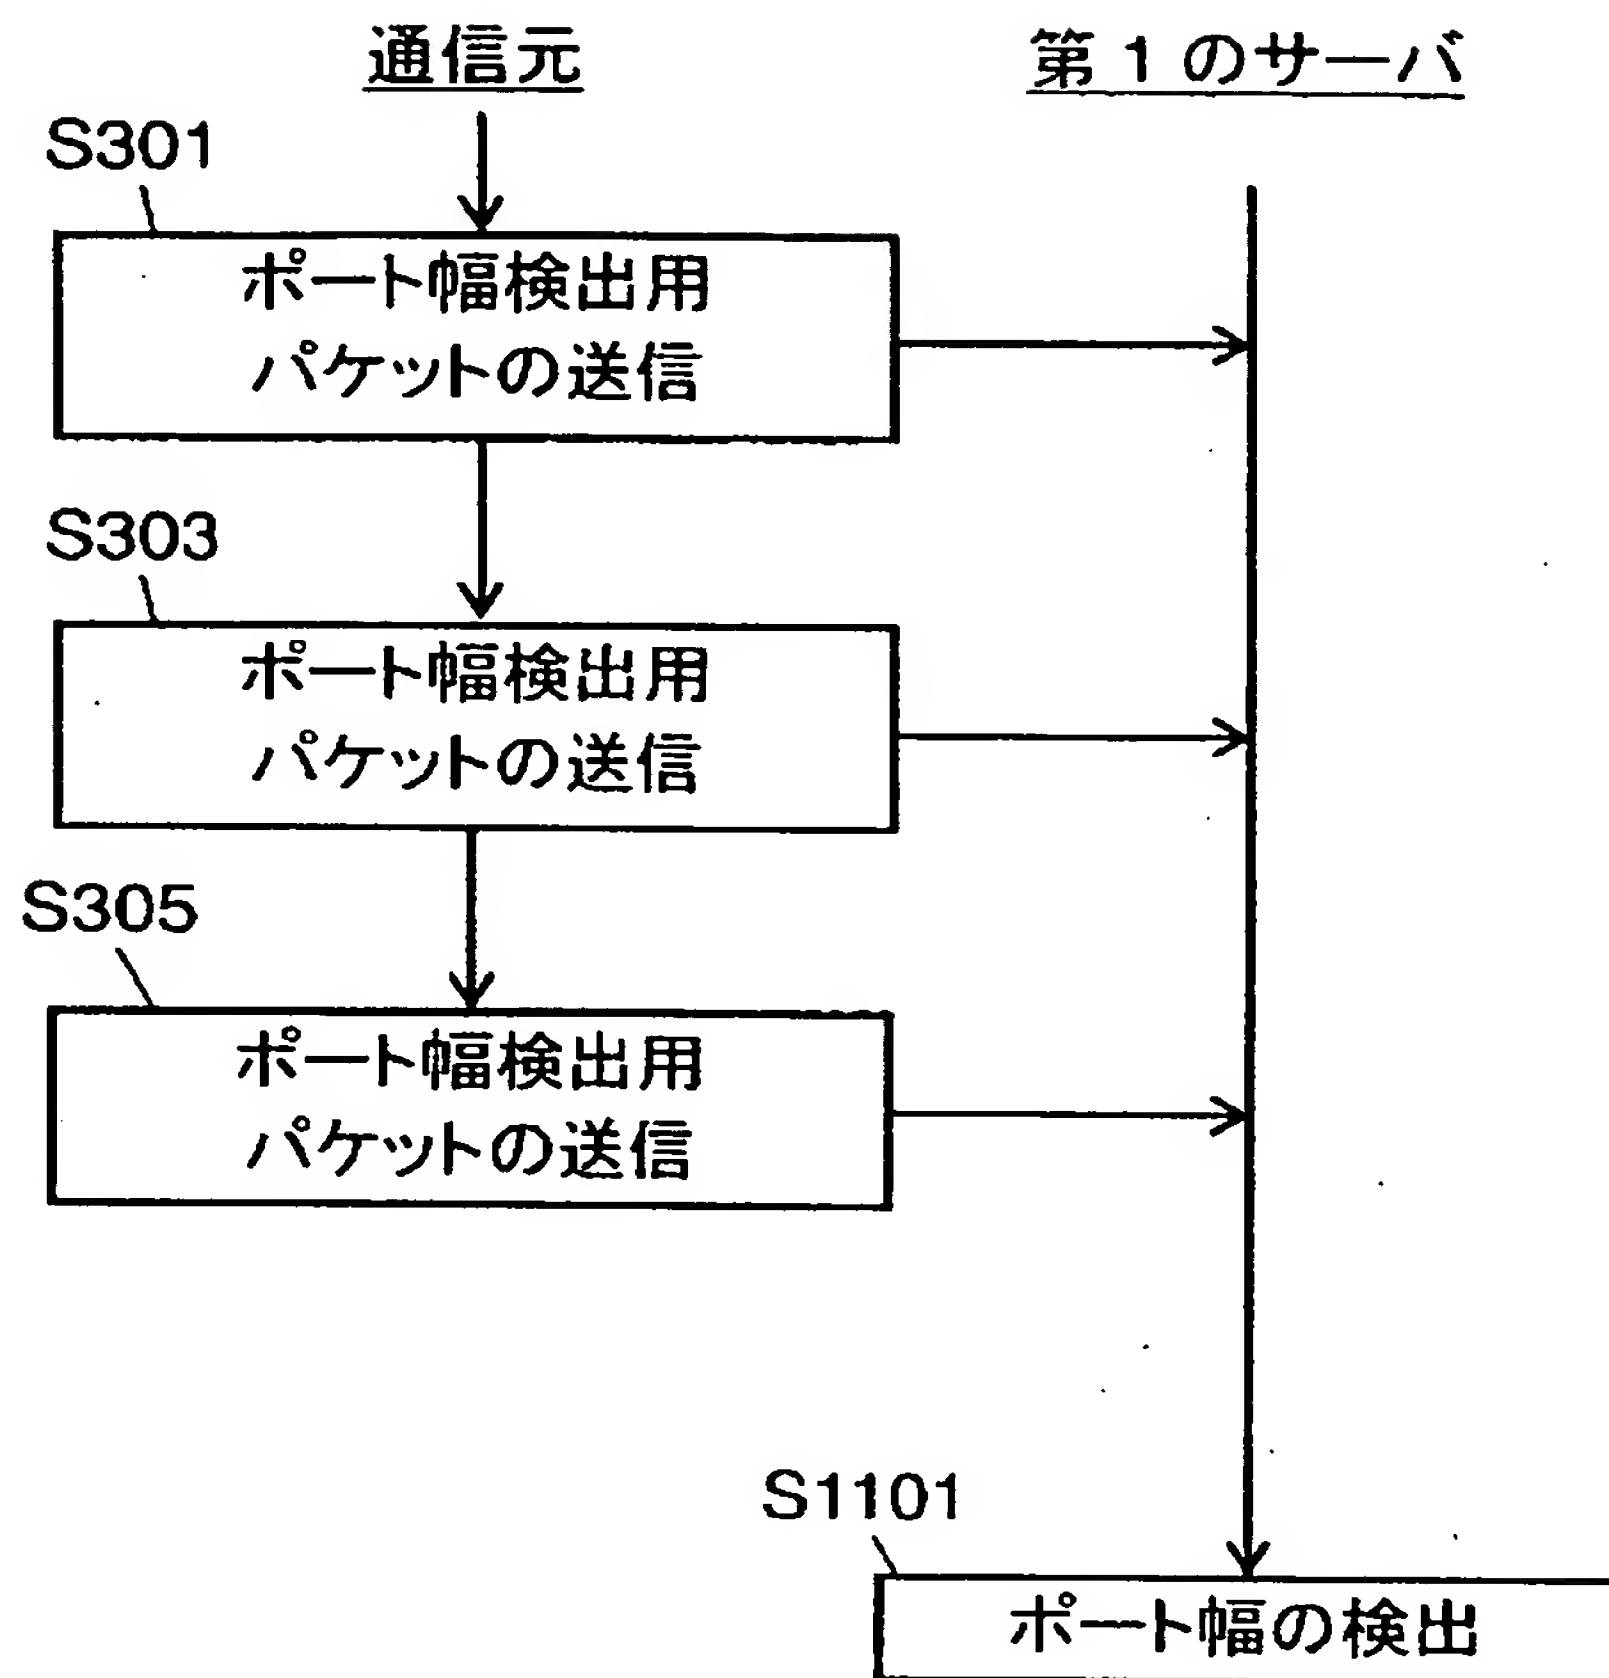 通信元
第1のサーバ
S301
ポート幅検出用
パケットの送信
S303
ポート幅検出用
パケットの送信
S305
ポート幅検出用
パケットの送信
S1101
ポート幅の検出